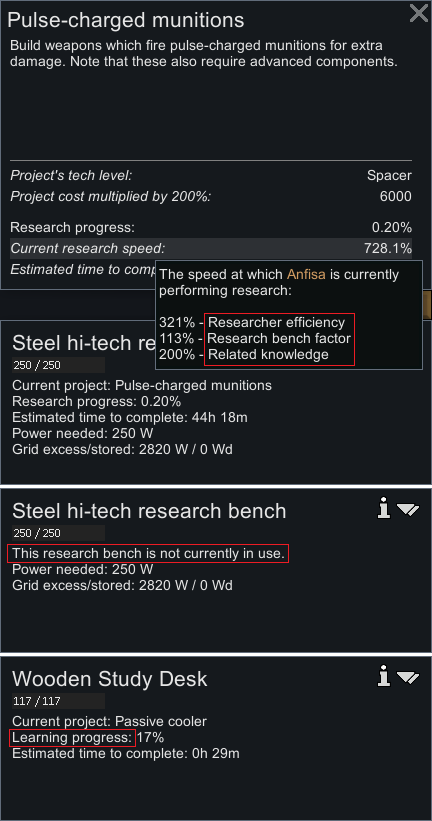 Pulse-charged munitions
Build weapons which fire pulse-charged munitions for extra
damage. Note that these also require advanced components.
Project's tech level: Spacer
Project cost multiplied by 200%: 6000
Research progress: 0.20%
Current research speed: 728.1%
Estimated time to comp
The speed at which Anfisa is currently
performing research:
321% - Researcher efficiency
113% - Research bench factor
200% - Related knowledge
Steel hi-tech re
250 / 250
Current project: Pulse-charged munitions
Research progress: 0.20%
Estimated time to complete: 44h 18m
Power needed: 250 W
Grid excess/stored: 2820 W / 0 Wd
Steel hi-tech research bench
250 / 250
This research bench is not currently in use.
Power needed: 250 W
Grid excess/stored: 2820 W / 0 Wd
Wooden Study Desk
117 / 117
Current project: Passive cooler
Learning progress: 17%
Estimated time to complete: 0h 29m